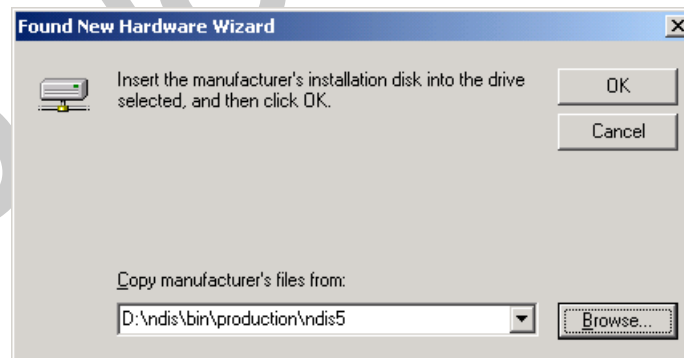 Found New Hardware Wizard
Insert the manufacturer's installation disk into the drive
selected, and then click OK.
OK
Cancel
Copy manufacturer's files from:
D:\ndis\bin\production\ndis5
Browse...